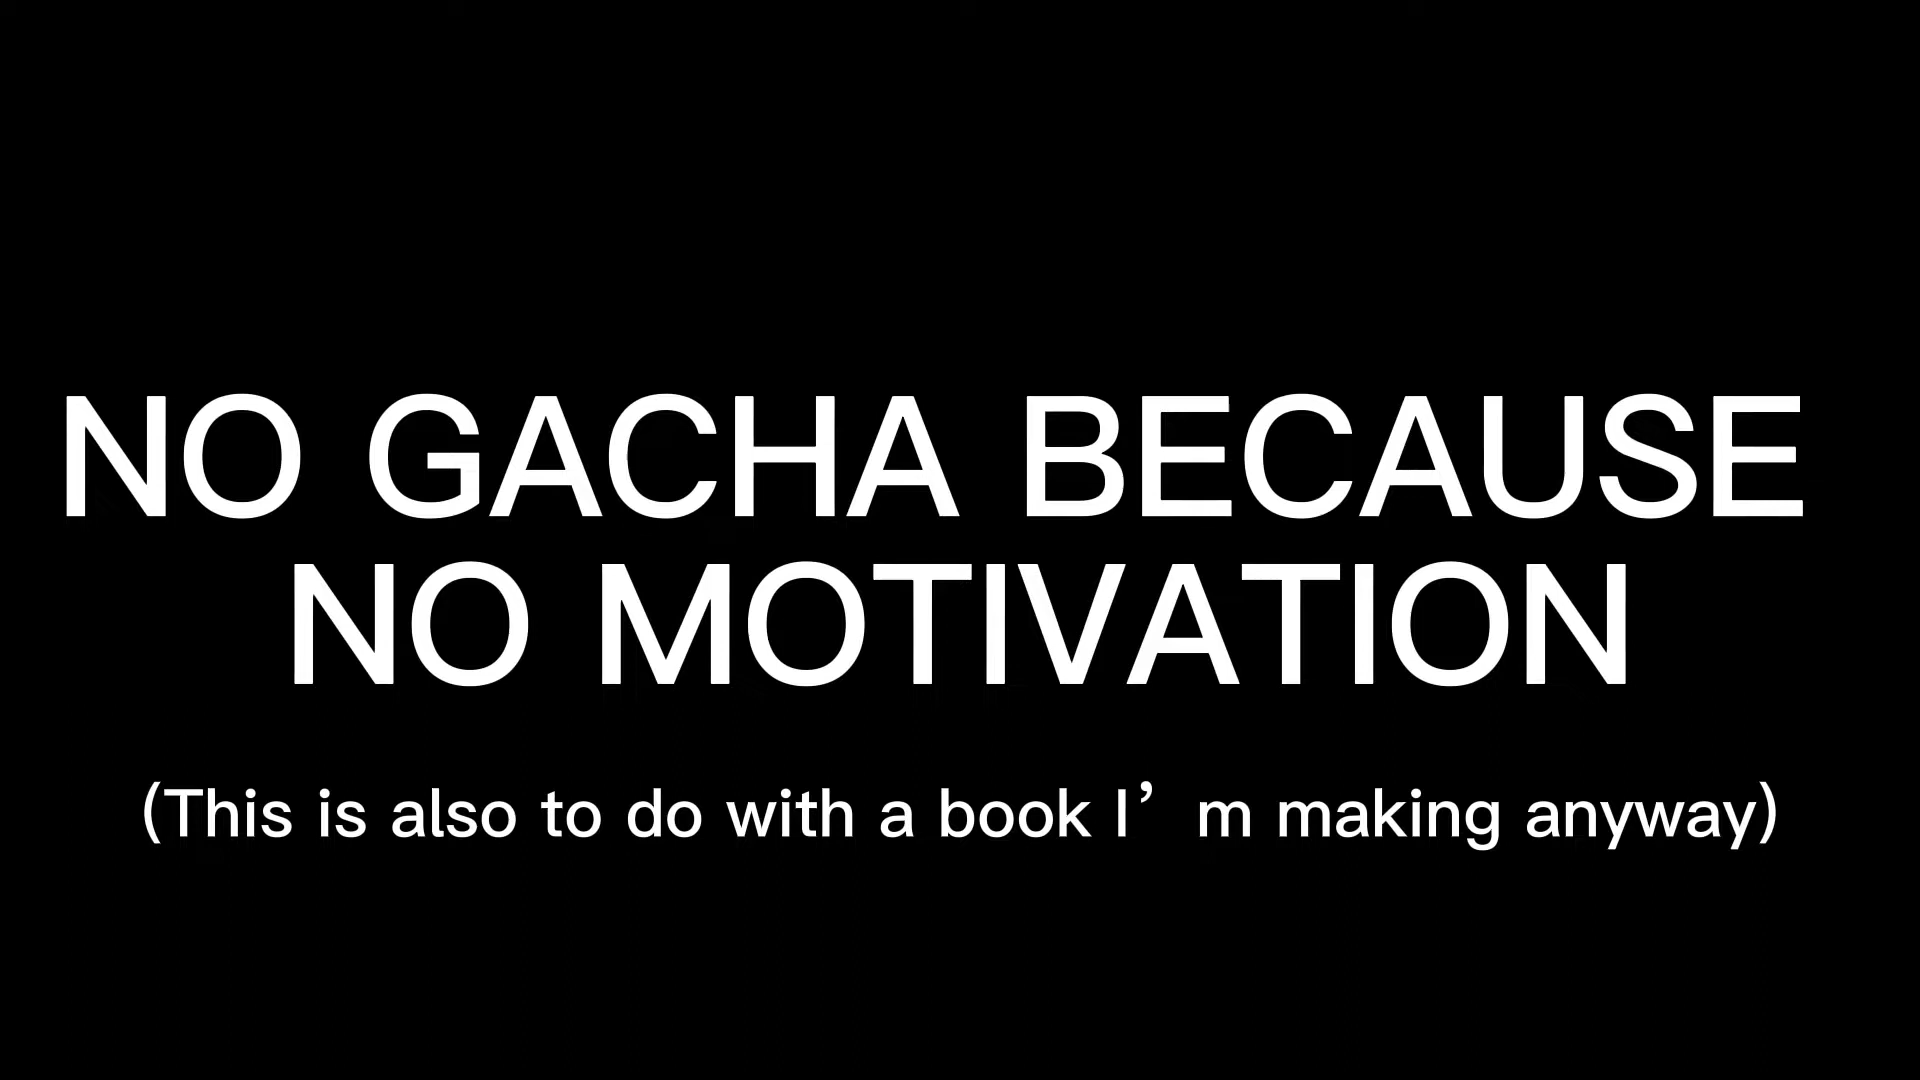 NO GACHA BECAUSE
NO MOTIVATION
(This is also to do with a book I’m making anyway)